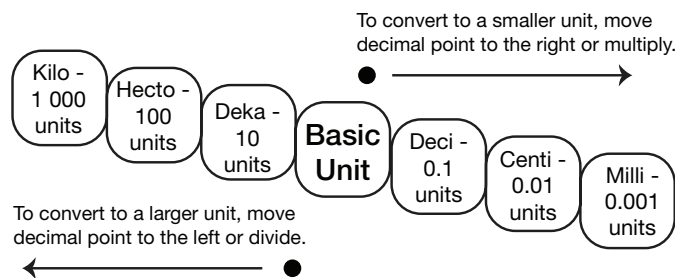 To convert to a smaller unit, move
decimal point to the right or multiply.
Kilo -
1 000
units
Hecto -
100
units
Deka -
10
units
Basic
Unit
Deci -
0.1
units
Centi -
0.01
units
Milli -
0.001
units
To convert to a larger unit, move
decimal point to the left or divide.